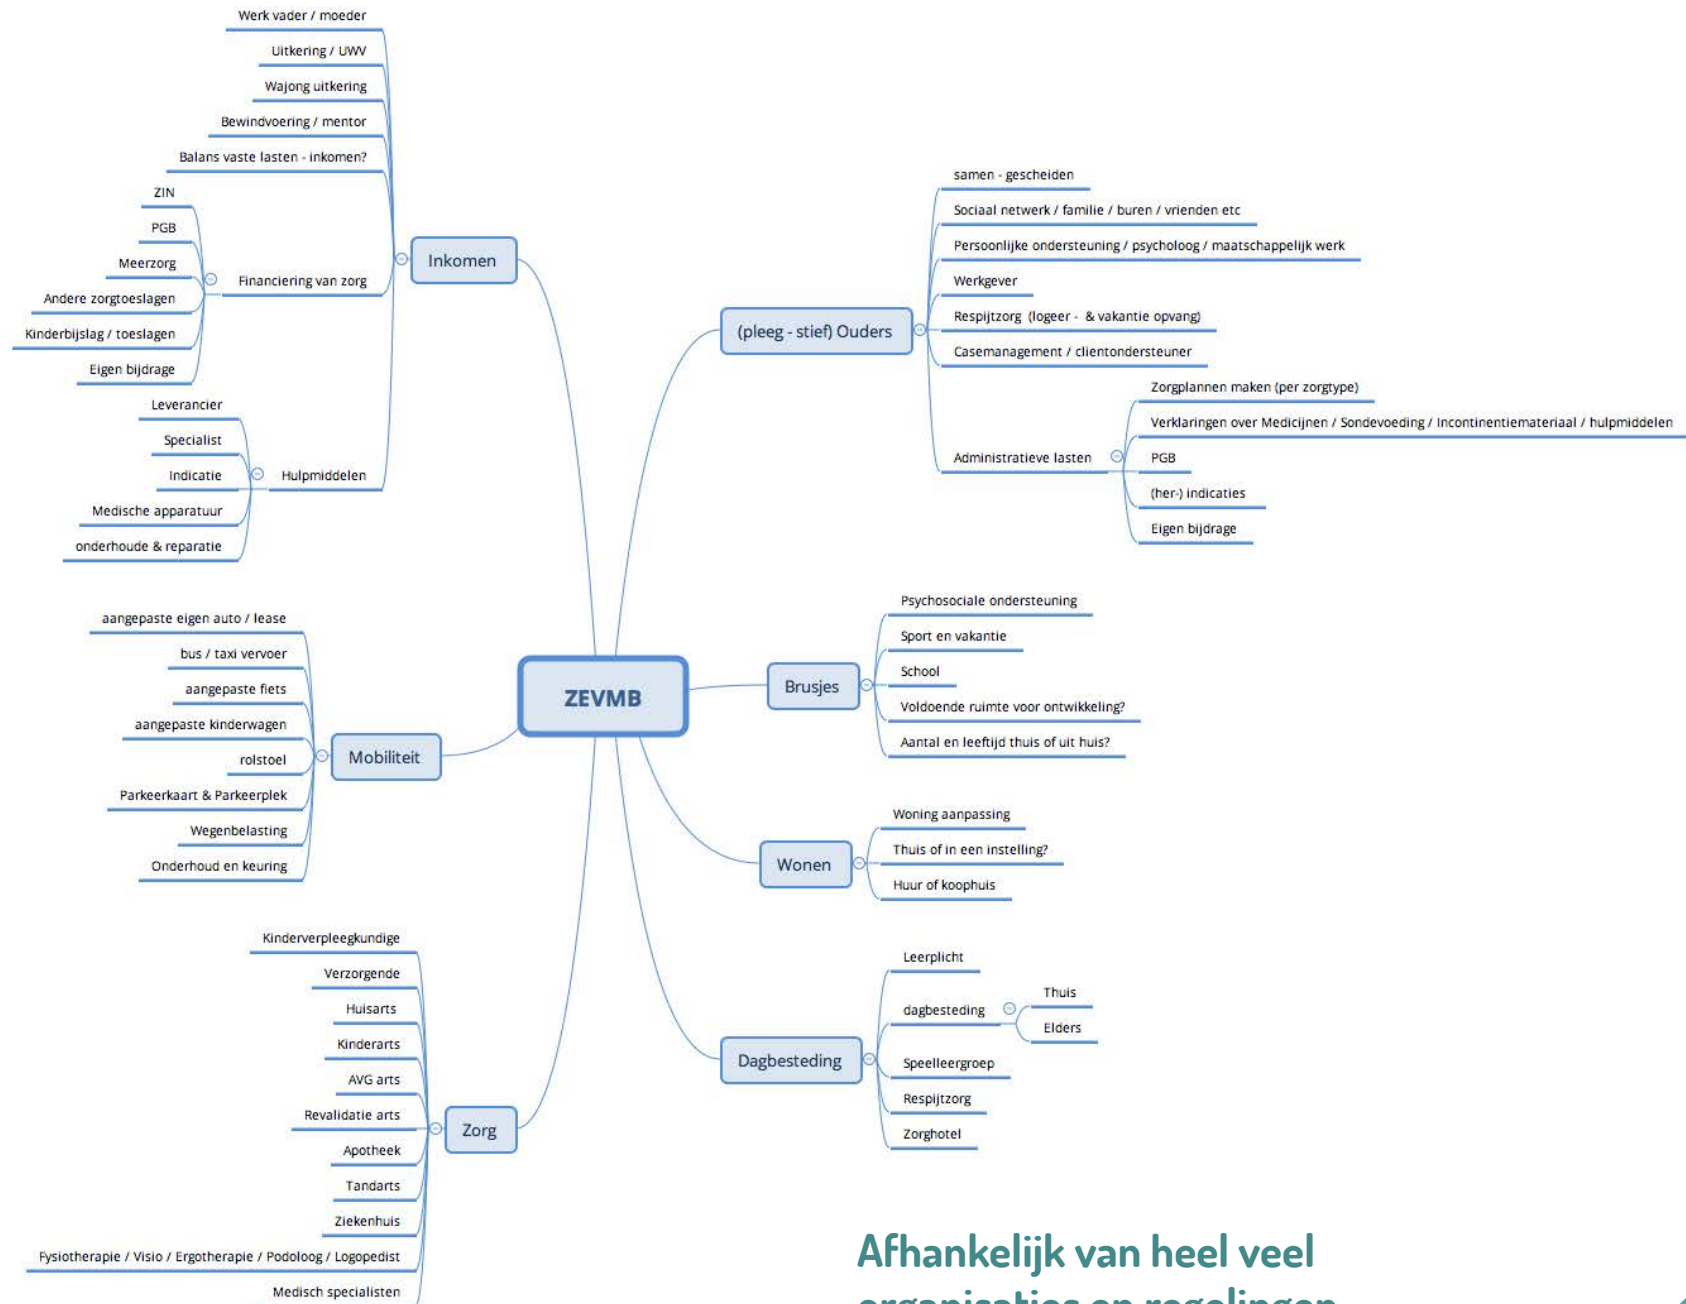 Werk vader / moeder
Uitkering / UWV
Wajong uitkering
Bewindvoering / mentor
Balans vaste lasten - inkomen?
ZIN
PGB
Meerzorg
Andere zorgtoeslagen
Kinderbijslag / toeslagen
Eigen bijdrage
Financiering van zorg
Leverancier
Specialist
Indicatie
Medische apparatuur
onderhoude & reparatie
Hulpmiddelen
Inkomen
aangepaste eigen auto / lease
bus / taxi vervoer
aangepaste fiets
aangepaste kinderwagen
rolstoel
Parkeerkaart & Parkeerplek
Wegenbelasting
Onderhoud en keuring
Mobiliteit
Kinderverpleegkundige
Verzorgende
Huisarts
Kinderarts
AVG arts
Revalidatie arts
Apotheek
Tandarts
Ziekenhuis
Fysiotherapie / Visio / Ergotherapie / Podoloog / Logopedist
Medisch specialisten
Zorg
ZEVMB
(pleeg - stief) Ouders
samen - gescheiden
Sociaal netwerk / familie / buren / vrienden etc
Persoonlijke ondersteuning / psycholoog / maatschappelijk werk
Werkgever
Respijtzorg (logeer - & vakantie opvang)
Casemanagement / clientondersteuner
Administratieve lasten
Zorgplannen maken (per zorgtype)
Verklaringen over Medicijnen / Sondevoeding / Incontinentiemateriaal / hulpmiddelen
PGB
(her-) indicaties
Eigen bijdrage
Brusjes
Psychosociale ondersteuning
Sport en vakantie
School
Voldoende ruimte voor ontwikkeling?
Aantal en leeftijd thuis of uit huis?
Wonen
Woning aanpassing
Thuis of in een instelling?
Huur of koophuis
Dagbesteding
Leerplicht
dagbesteding
Thuis
Elders
Speelleergroep
Respijtzorg
Zorghotel
Afhankelijk van heel veel
organisaties en regelingen